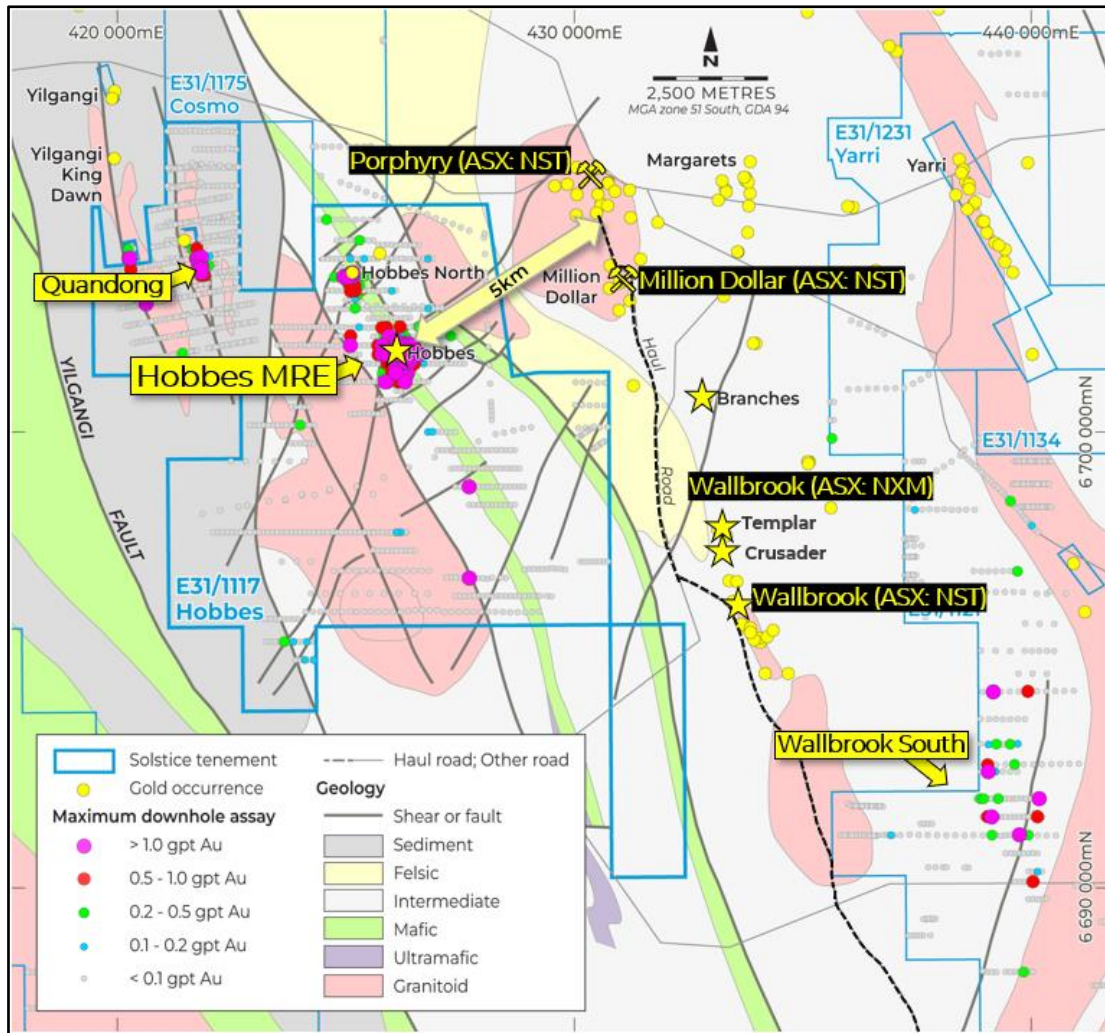 420 000mE
430 000mE
440 000mE
N
2,500 METRES
MGA zone 51 South, GDA 94
E31/1175
Cosmo
Yilgangi
Yilgangi
King
Dawn
Porphyry (ASX: NST)
Margarets
E31/1231
Yarri
Yarri
Quandong
Hobbes North
5km
Million
Dollar
Million Dollar (ASX: NST)
Hobbes MRE
Hobbes
Haul
Road
Branches
YILGANGI
FAULT
E31/1134
6 700 000mN
Wallbrook (ASX: NXM)
Templar
Crusader
E31/1117
Hobbes
Wallbrook (ASX: NST)
Wallbrook South
6 690 000mN
Solstice tenement
Gold occurrence
Maximum downhole assay
> 1.0 gpt Au
0.5 - 1.0 gpt Au
0.2 - 0.5 gpt Au
0.1 - 0.2 gpt Au
< 0.1 gpt Au
Haul road; Other road
Geology
Shear or fault
Sediment
Felsic
Intermediate
Mafic
Ultramafic
Granitoid